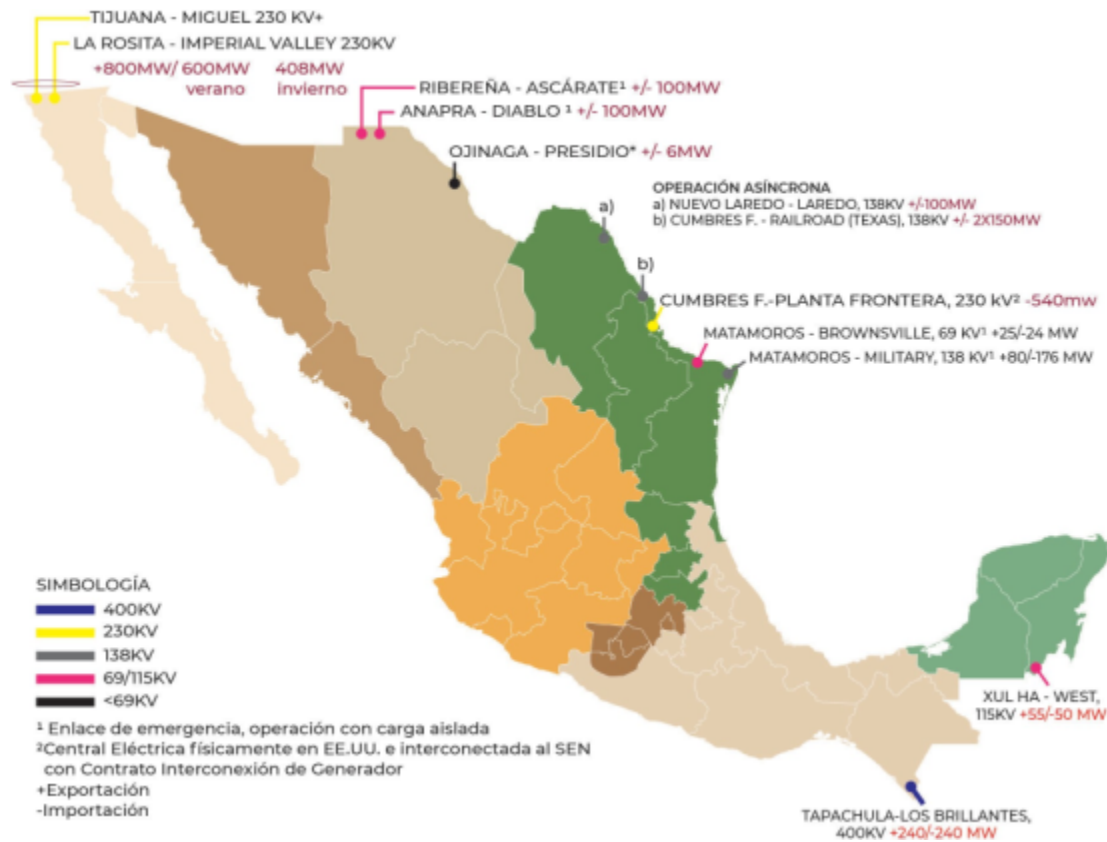 TIJUANA - MIGUEL 230 KV+
LA ROSITA - IMPERIAL VALLEY 230KV
+800MW/ 600MW 408MW
verano invierno
RIBEREÑA - ASCÁRATE¹ +/- 100MW
ANAPRA - DIABLO ¹ +/- 100MW
OJINAGA - PRESIDIO* +/- 6MW
OPERACIÓN ASÍNCRONA
a) NUEVO LAREDO - LAREDO, 138KV +/-100MW
b) CUMBRES F. - RAILROAD (TEXAS), 138KV +/- 2X150MW
a)
b)
CUMBRES F.-PLANTA FRONTERA, 230 kV² -540mw
MATAMOROS - BROWNSVILLE, 69 KV¹ +25/-24 MW
MATAMOROS - MILITARY, 138 KV¹ +80/-176 MW
SIMBOLOGÍA
400KV
230KV
138KV
69/115KV
<69KV
¹ Enlace de emergencia, operación con carga aislada
²Central Eléctrica físicamente en EE.UU. e interconectada al SEN
con Contrato Interconexión de Generador
+Exportación
-Importación
XUL HA - WEST,
115KV +55/-50 MW
TAPACHULA-LOS BRILLANTES,
400KV +240/-240 MW